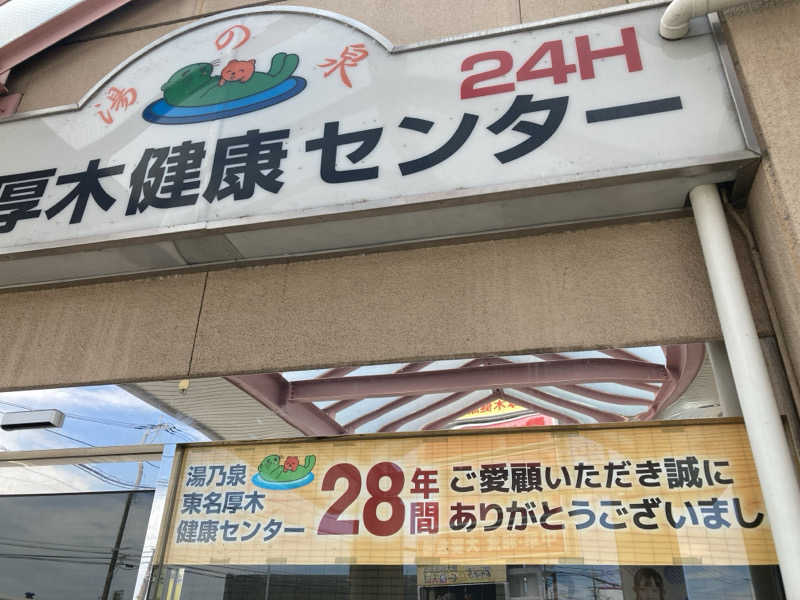 湯の泉
24H
厚木健康センター
湯乃泉
東名厚木
健康センター
28年間
ご愛顧いただき誠に
ありがとうございまし